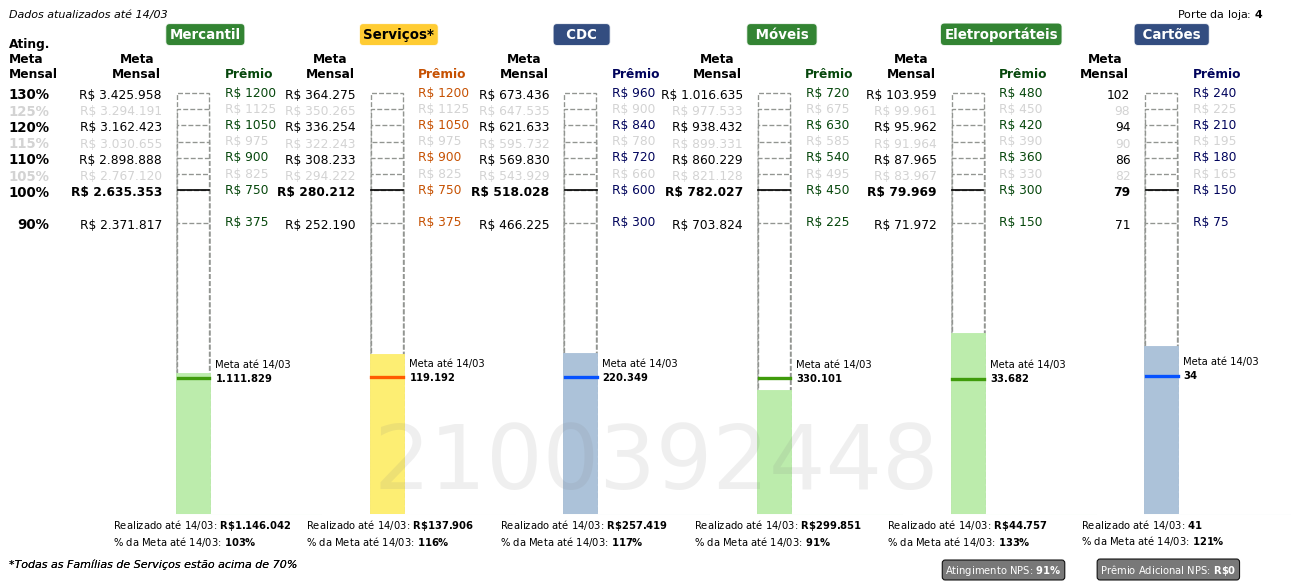 Dados atualizados até 14/03
Porte da loja: 4
Mercantil Serviços* CDC Móveis Eletroportáteis Cartões
Ating. Meta Mensal
Meta Mensal Prêmio Meta Mensal Prêmio Meta Mensal Prêmio Meta Mensal Prêmio Meta Mensal Prêmio Meta Mensal Prêmio
130% R$ 3.425.958 R$ 1200 R$ 364.275 R$ 1200 R$ 673.436 R$ 960 R$ 1.016.635 R$ 720 R$ 103.959 R$ 480 102 R$ 240
125% R$ 3.294.191 R$ 1125 R$ 350.265 R$ 1125 R$ 647.535 R$ 900 R$ 977.533 R$ 675 R$ 99.961 R$ 450 98 R$ 225
120% R$ 3.162.423 R$ 1050 R$ 336.254 R$ 1050 R$ 621.633 R$ 840 R$ 938.432 R$ 630 R$ 95.962 R$ 420 94 R$ 210
115% R$ 3.030.655 R$ 975 R$ 322.243 R$ 975 R$ 595.732 R$ 780 R$ 899.331 R$ 585 R$ 91.964 R$ 390 90 R$ 195
110% R$ 2.898.888 R$ 900 R$ 308.233 R$ 900 R$ 569.830 R$ 720 R$ 860.229 R$ 540 R$ 87.965 R$ 360 86 R$ 180
105% R$ 2.767.120 R$ 825 R$ 294.222 R$ 825 R$ 543.929 R$ 660 R$ 821.128 R$ 495 R$ 83.967 R$ 330 82 R$ 165
100% R$ 2.635.353 R$ 750 R$ 280.212 R$ 750 R$ 518.028 R$ 600 R$ 782.027 R$ 450 R$ 79.969 R$ 300 79 R$ 150
90% R$ 2.371.817 R$ 375 R$ 252.190 R$ 375 R$ 466.225 R$ 300 R$ 703.824 R$ 225 R$ 71.972 R$ 150 71 R$ 75
Meta até 14/03 Meta até 14/03 Meta até 14/03 Meta até 14/03 Meta até 14/03 Meta até 14/03
1.111.829 119.192 220.349 330.101 33.682 34
2100392448
Realizado até 14/03: R$1.146.042 Realizado até 14/03: R$137.906 Realizado até 14/03: R$257.419 Realizado até 14/03: R$299.851 Realizado até 14/03: R$44.757 Realizado até 14/03: 41
% da Meta até 14/03: 103% % da Meta até 14/03: 116% % da Meta até 14/03: 117% % da Meta até 14/03: 91% % da Meta até 14/03: 133% % da Meta até 14/03: 121%
*Todas as Famílias de Serviços estão acima de 70%
Atingimento NPS: 91% Prêmio Adicional NPS: R$0